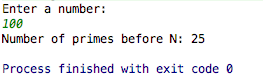 Enter a number:
100
Number of primes before N: 25
Process finished with exit code 0